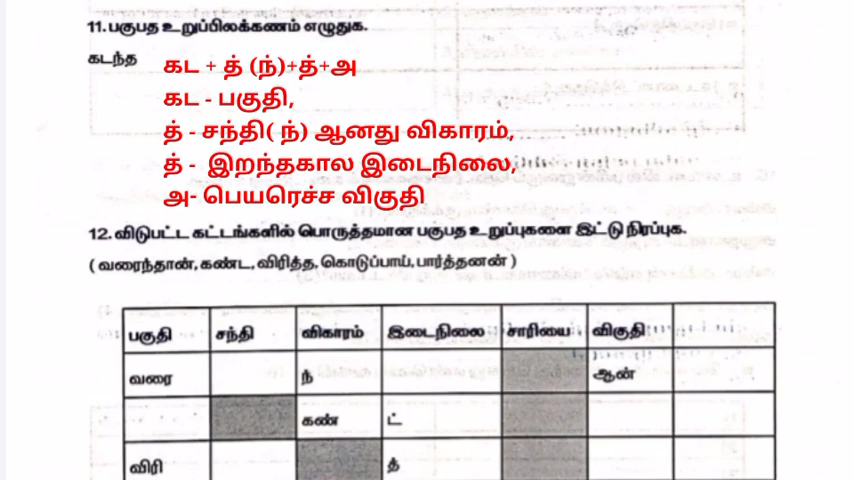 11. பகுபத உறுப்பிலக்கணம் எழுதுக.
கடந்த கட + த் (ந்)+த்+அ
கட - பகுதி,
த் - சந்தி( ந்) ஆனது விகாரம்,
த் - இறந்தகால இடைநிலை,
அ- பெயரெச்ச விகுதி
12. விடுபட்ட கட்டங்களில் பொருத்தமான பகுபத உறுப்புகளை இட்டு நிரப்புக.
( வரைந்தான், கண்ட, விரித்த, கொடுப்பாய், பார்த்தனன் )
பகுதி சந்தி விகாரம் இடைநிலை சாரியை விகுதி
வரை ந் ஆன்
கண் ட்
விரி த்